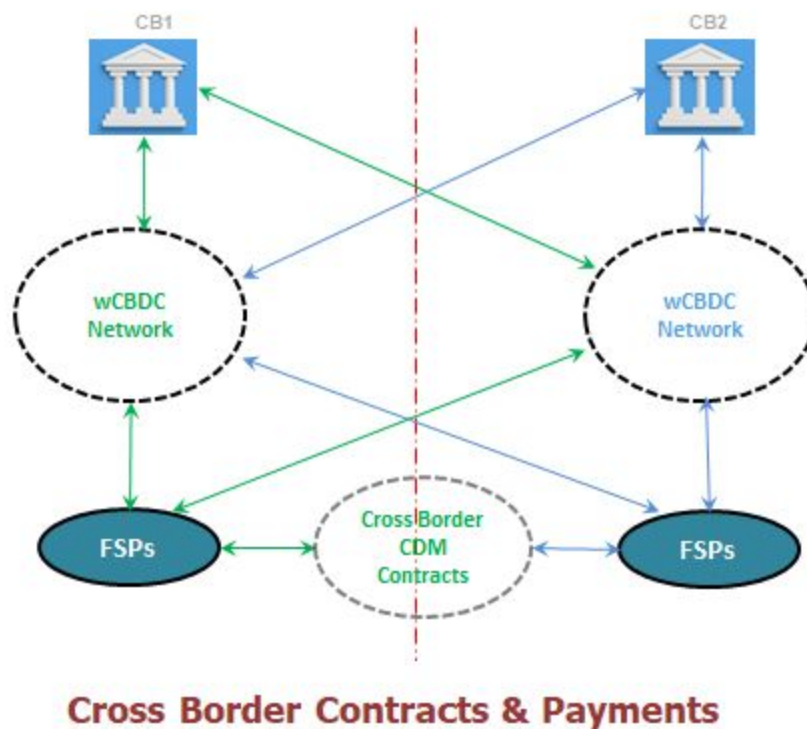 CB1
CB2
wCBDC
Network
wCBDC
Network
FSPs
Cross Border
CDM
Contracts
FSPs
Cross Border Contracts & Payments